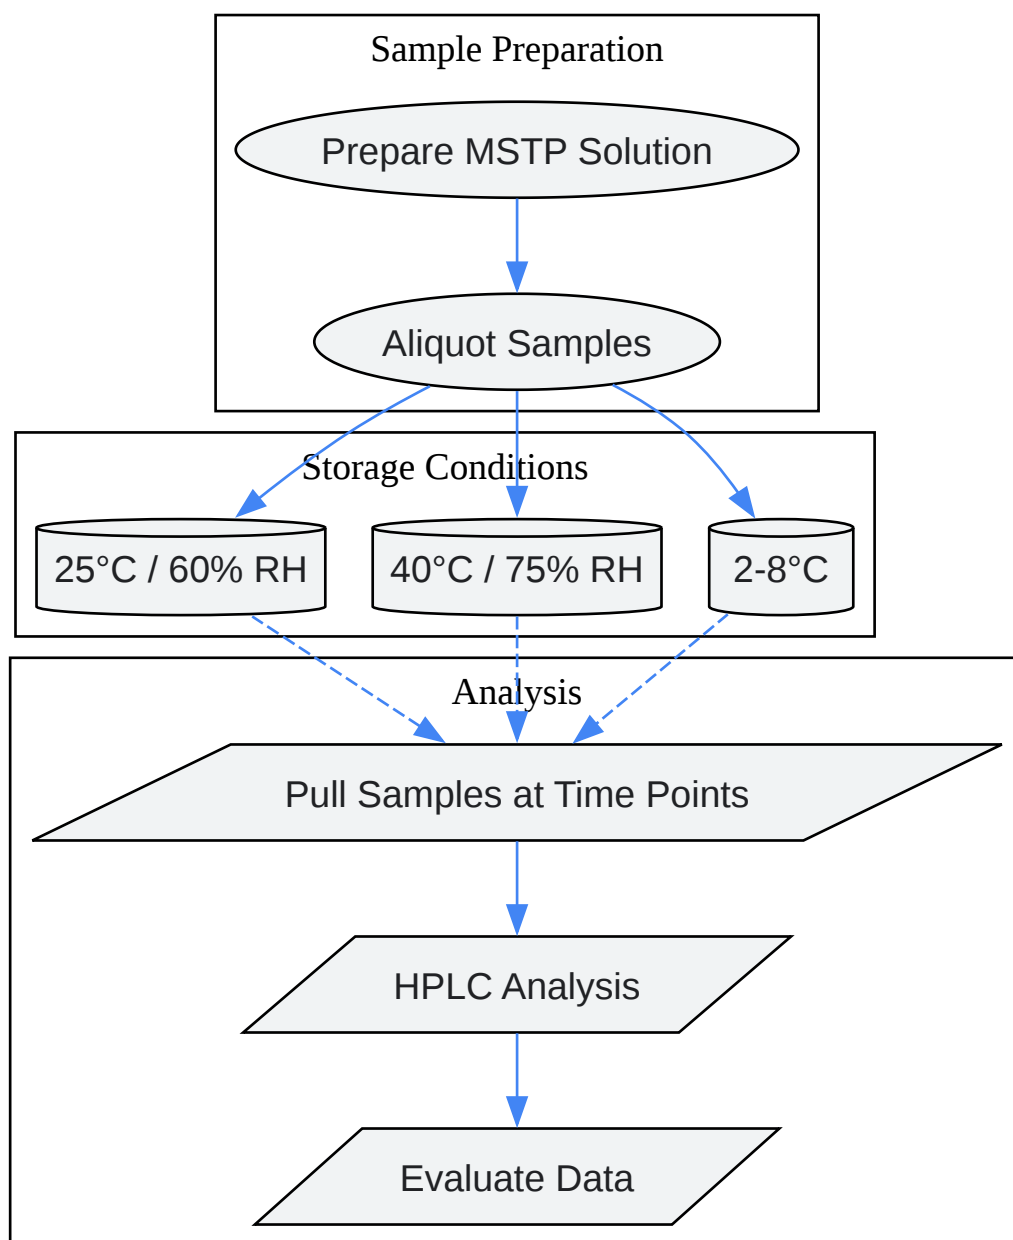 Sample Preparation
Prepare MSTP Solution
Aliquot Samples
Storage Conditions
25°C / 60% RH
40°C / 75% RH
2-8°C
Analysis
Pull Samples at Time Points
HPLC Analysis
Evaluate Data